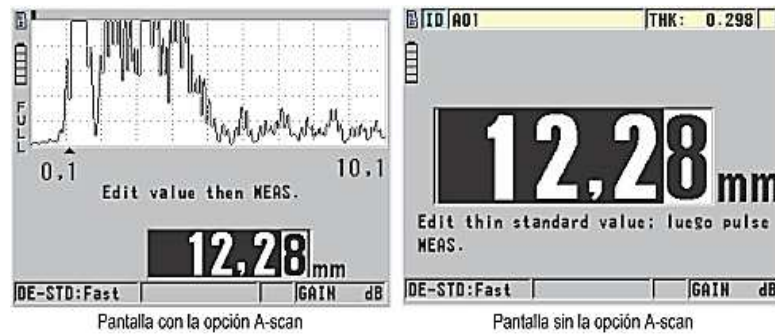 FULL
0,1 10,1
Edit value then MEAS.
12,28 mm
DE-STD:Fast GAIN dB
Pantalla con la opción A-scan
ID A01 THK: 0.298
12,28 mm
Edit thin standard value; luego pulse
MEAS.
DE-STD:Fast GAIN dB
Pantalla sin la opción A-scan